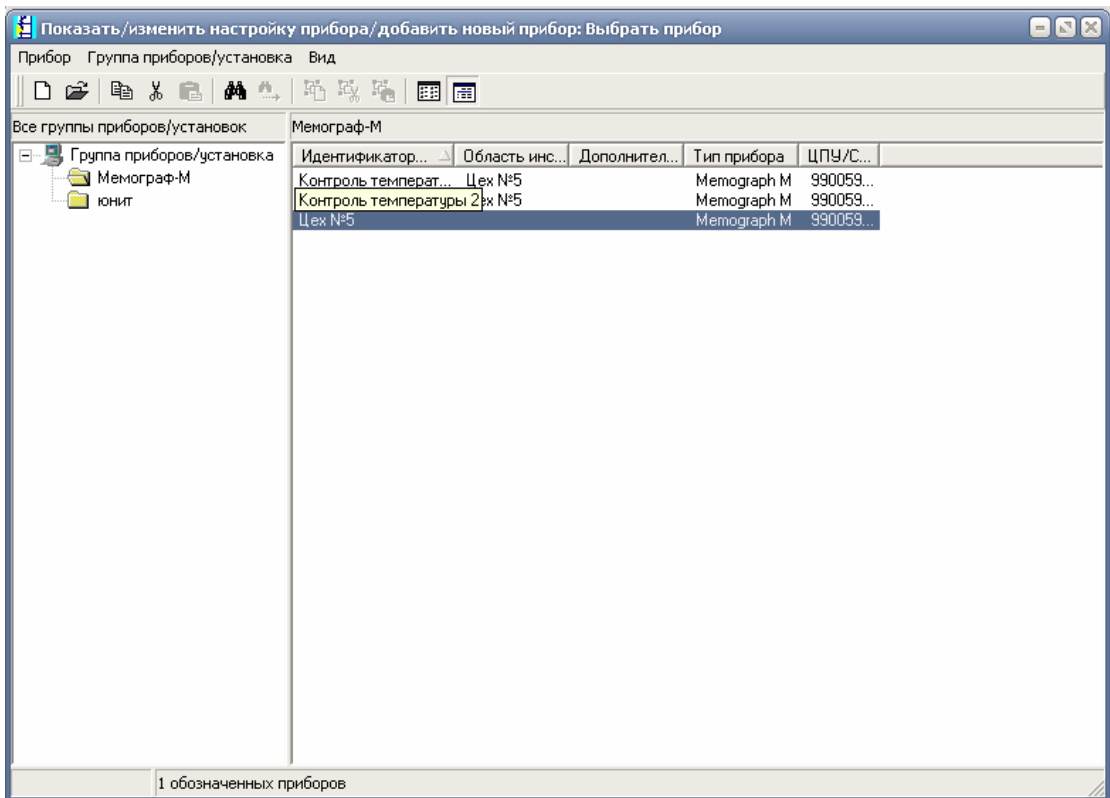 Показать/изменить настройку прибора/добавить новый прибор: Выбрать прибор
Прибор Группа приборов/установка Вид
Все группы приборов/установок Мемограф-М
Группа приборов/установка
Мемограф-М
юнит
Идентификатор... Область инс... Дополнител... Тип прибора ЦПУ/С...
Контроль температ... Цех №5 Memograph M 990059...
Контроль температуры 2 ех №5 Memograph M 990059...
Цех №5 Memograph M 990059...
1 обозначенных приборов